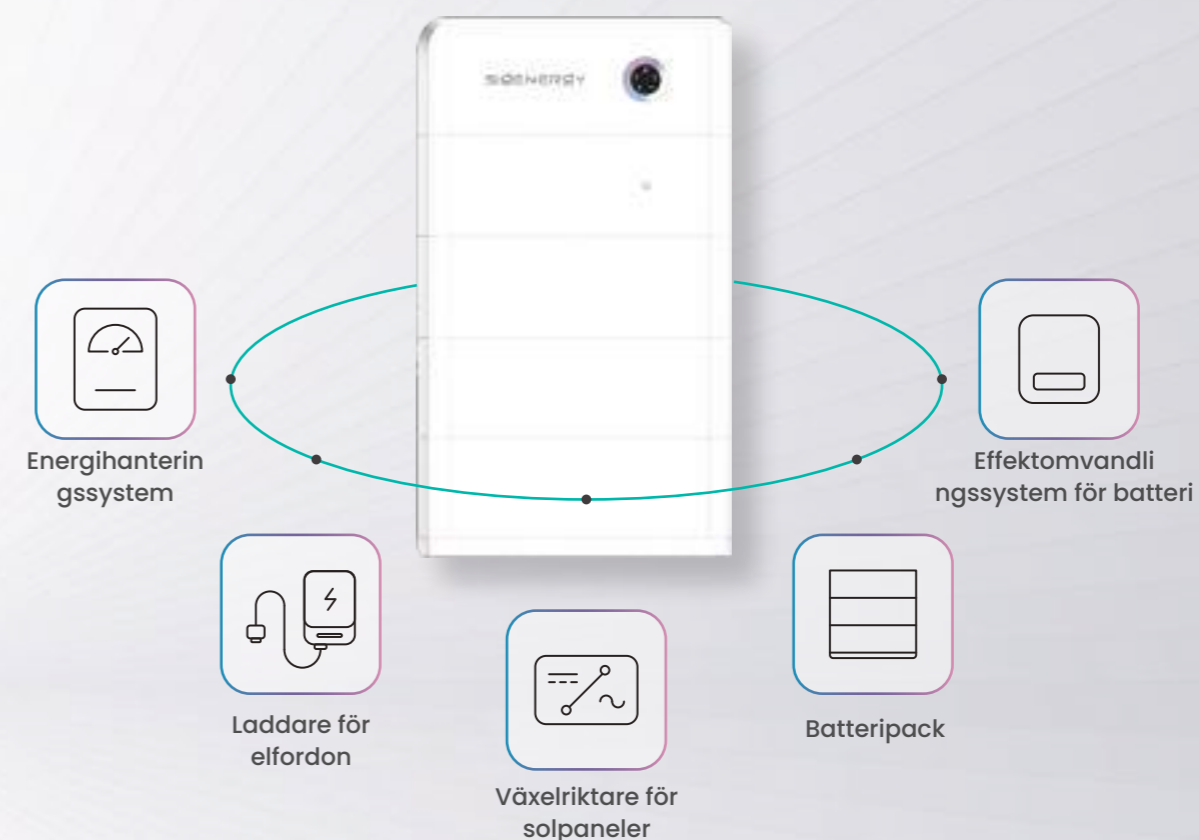 SIGENERGY
Energihanterin
gssystem
Effektomvandli
ngssystem för batteri
Laddare för
elfordon
Batteripack
Växelriktare för
solpaneler